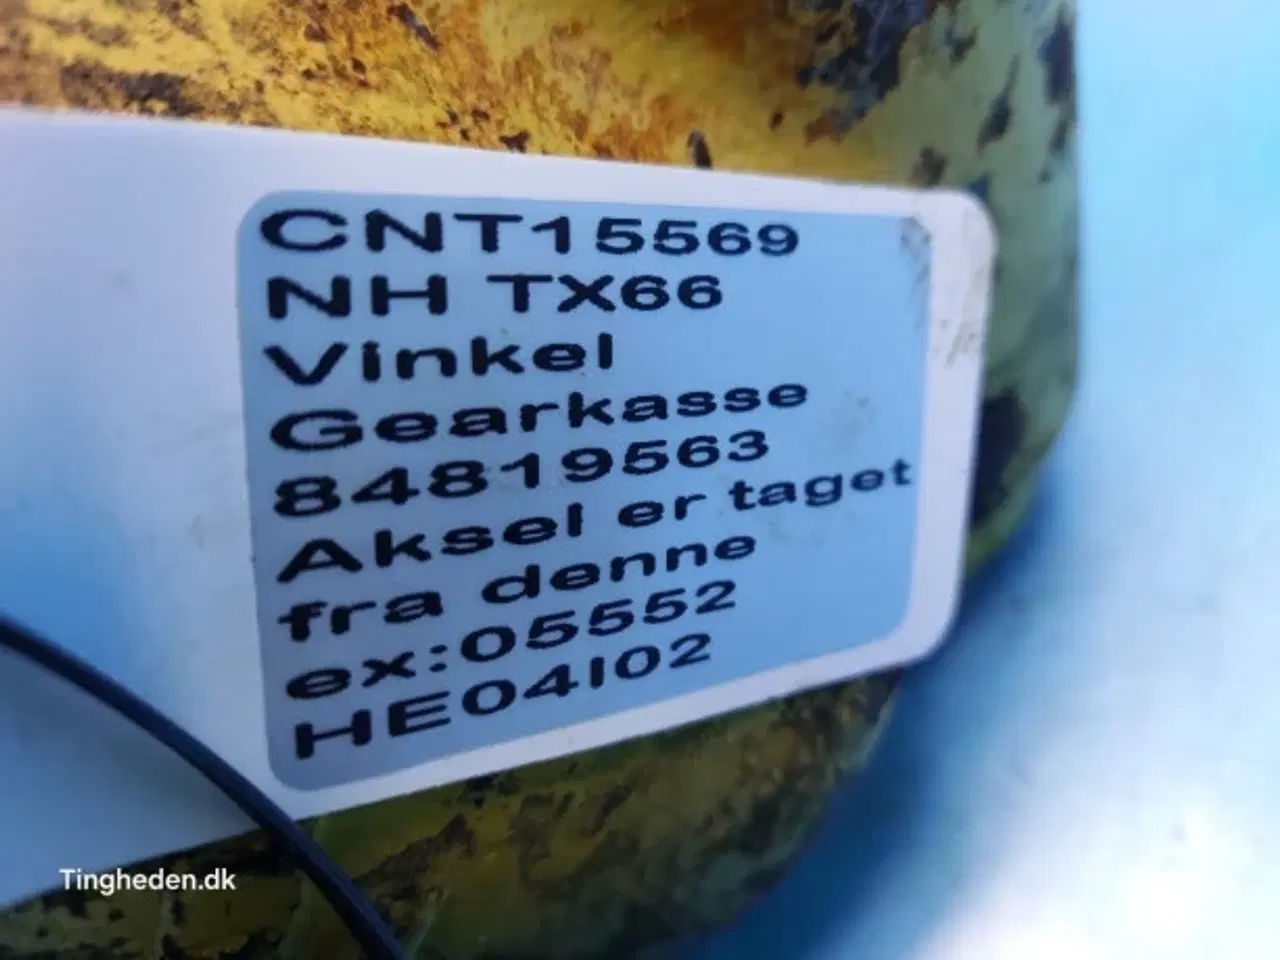 CNT15569
NH TX66
Vinkel
Gearkasse
84819563
Aksel er taget
fra denne
ex:05552
HE04I02
Tingheden.dk